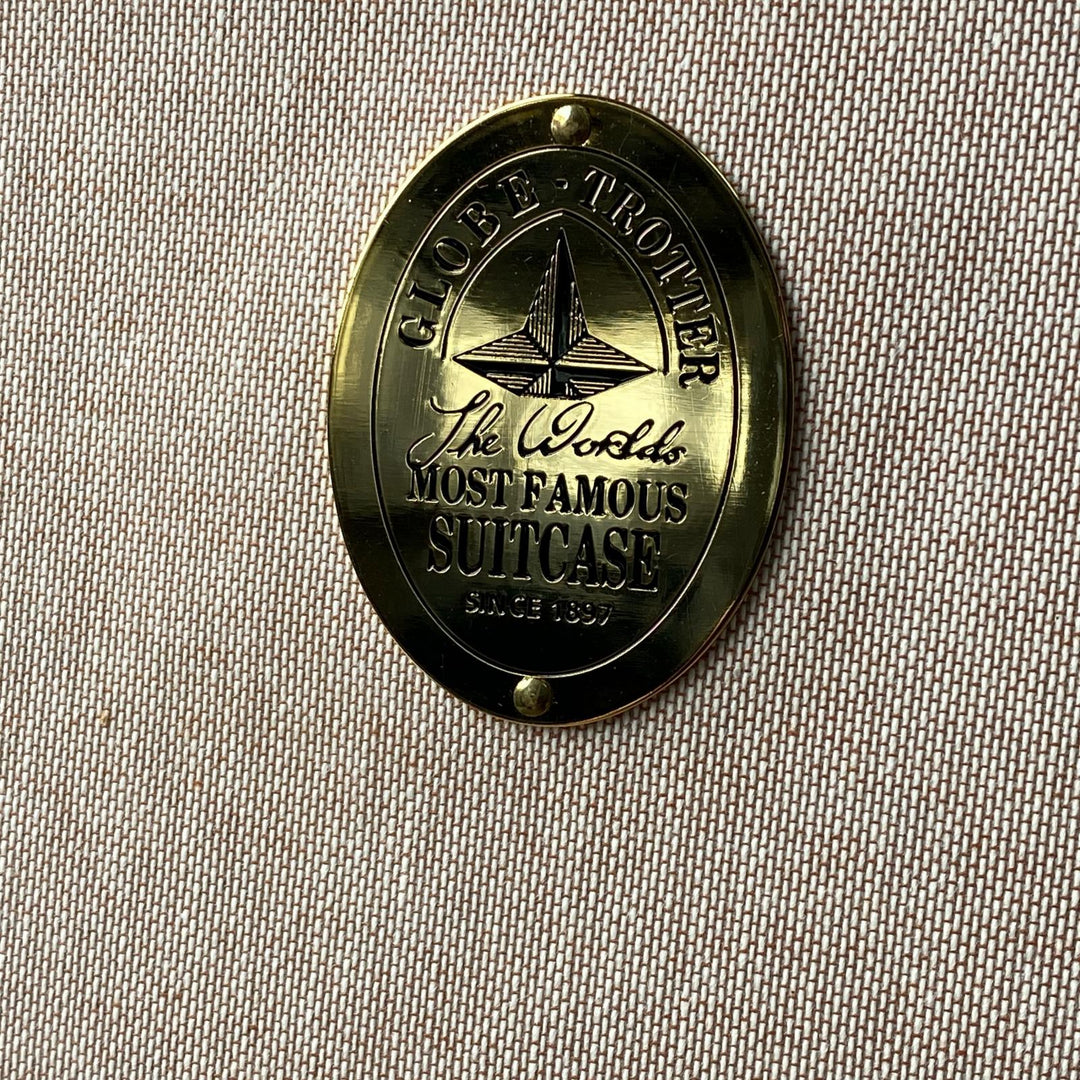 GLOBE-TROTTER
The Worlds
MOST FAMOUS
SUITCASE
SINCE 1897